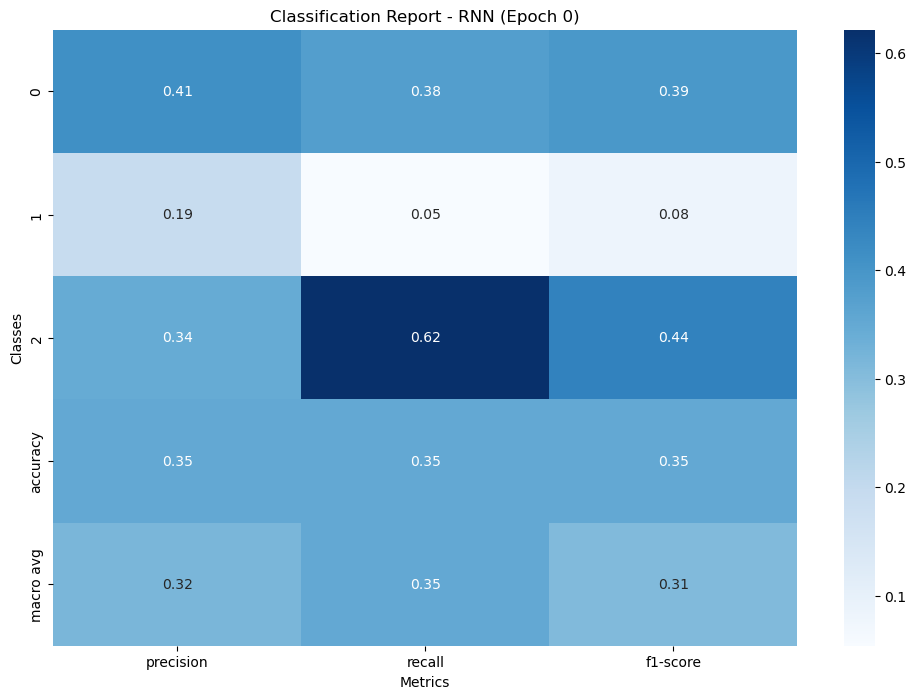 Classification Report - RNN (Epoch 0)
Classes
0 0.41 0.38 0.39
1 0.19 0.05 0.08
2 0.34 0.62 0.44
accuracy 0.35 0.35 0.35
macro avg 0.32 0.35 0.31
precision recall f1-score
Metrics
0.6
0.5
0.4
0.3
0.2
0.1